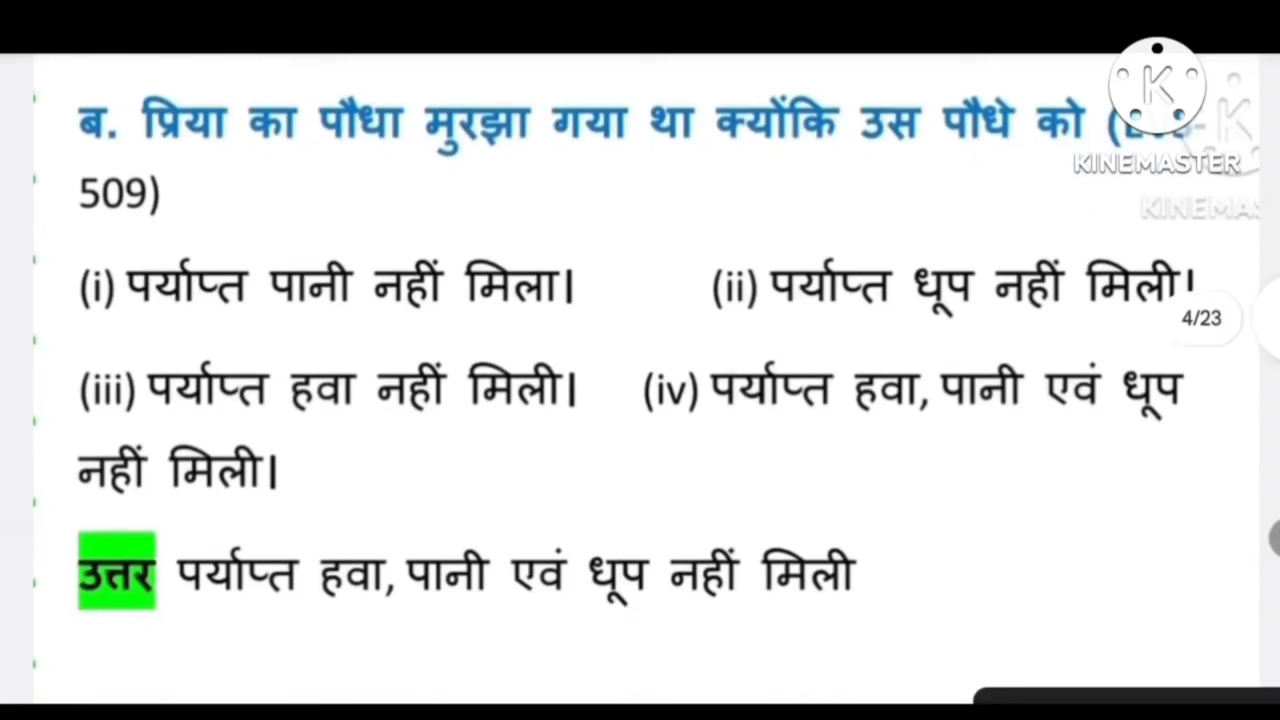 ब. प्रिया का पौधा मुरझा गया था क्योंकि उस पौधे को
KINEMASTER
509)
KINEMAS
(i) पर्याप्त पानी नहीं मिला। (ii) पर्याप्त धूप नहीं मिली।
4/23
(iii) पर्याप्त हवा नहीं मिली। (iv) पर्याप्त हवा, पानी एवं धूप
नहीं मिली।
उत्तर पर्याप्त हवा, पानी एवं धूप नहीं मिली